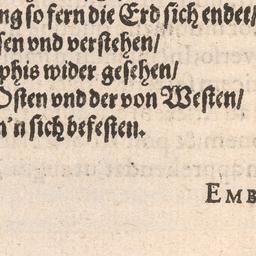 ng so fern die Erd sich endet/
sen vnd verstehen/
phis wider gesehen/
Osten vnd der von Westen/
n'n sich befesten.
EMB